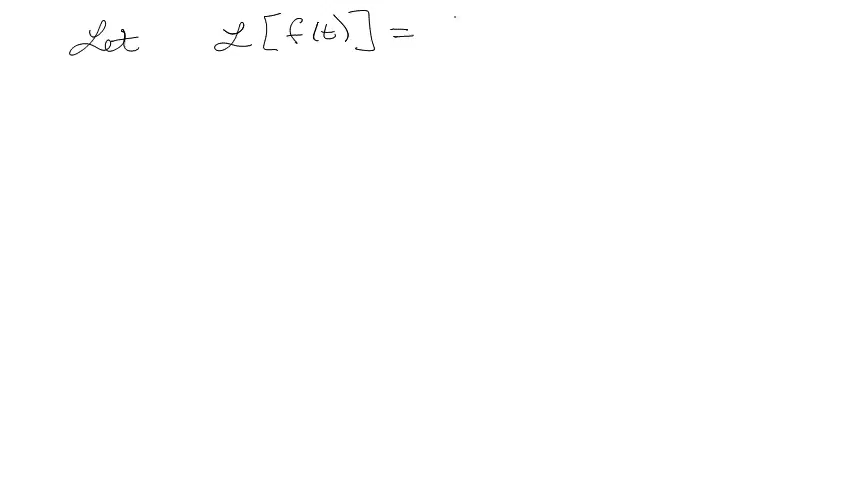 Let ℒ[f(t)] =